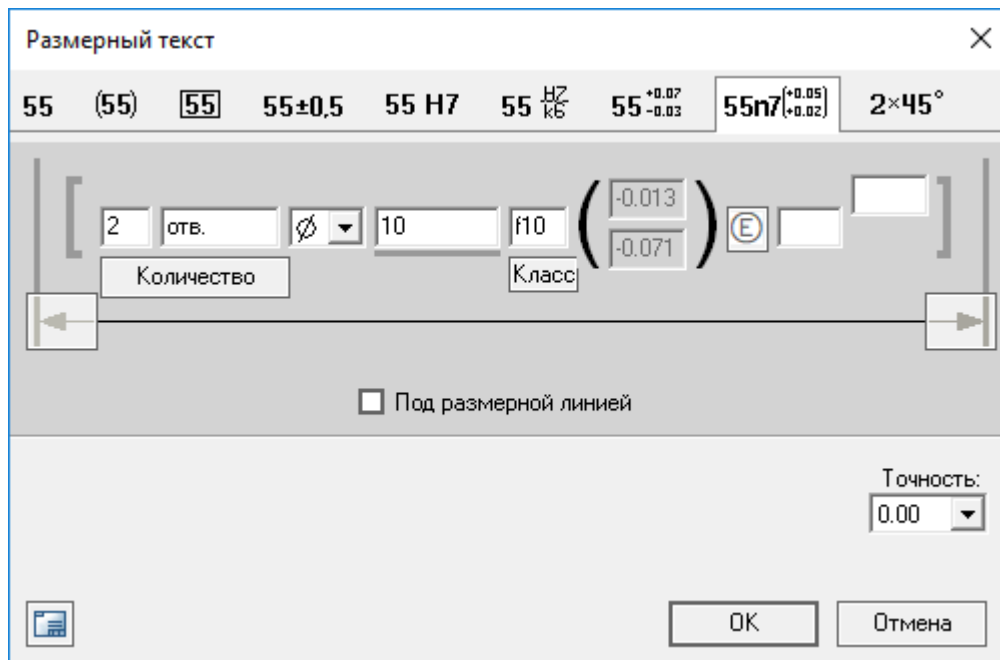 Размерный текст
55 (55) 55 55±0,5 55 H7 55 H7 k6 55 +0.07 -0.03 55n7(+0.05 +0.02) 2×45°
2 отв. Ø 10 f10 ( -0.013 -0.071 ) E
Количество Класс
Под размерной линией
Точность:
0.00
OK Отмена